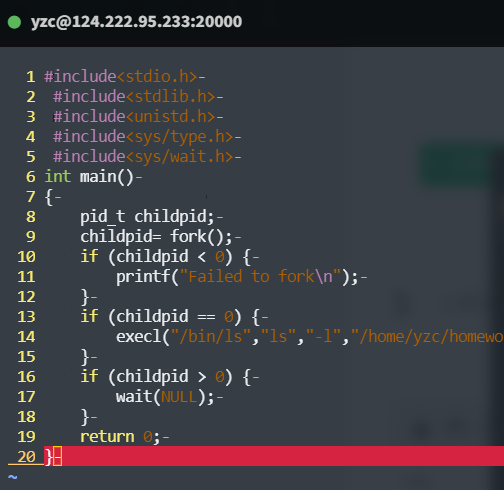 yzc@124.222.95.233:20000
1 #include<stdio.h>-
2 #include<stdlib.h>-
3 #include<unistd.h>-
4 #include<sys/type.h>-
5 #include<sys/wait.h>-
6 int main()-
7 {-
8 pid_t childpid;-
9 childpid= fork();-
10 if (childpid < 0) {-
11 printf("Failed to fork\n");-
12 }-
13 if (childpid == 0) {-
14 execl("/bin/ls","ls","-l","/home/yzc/homewo
15 }-
16 if (childpid > 0) {-
17 wait(NULL);-
18 }-
19 return 0;-
20 }-
~